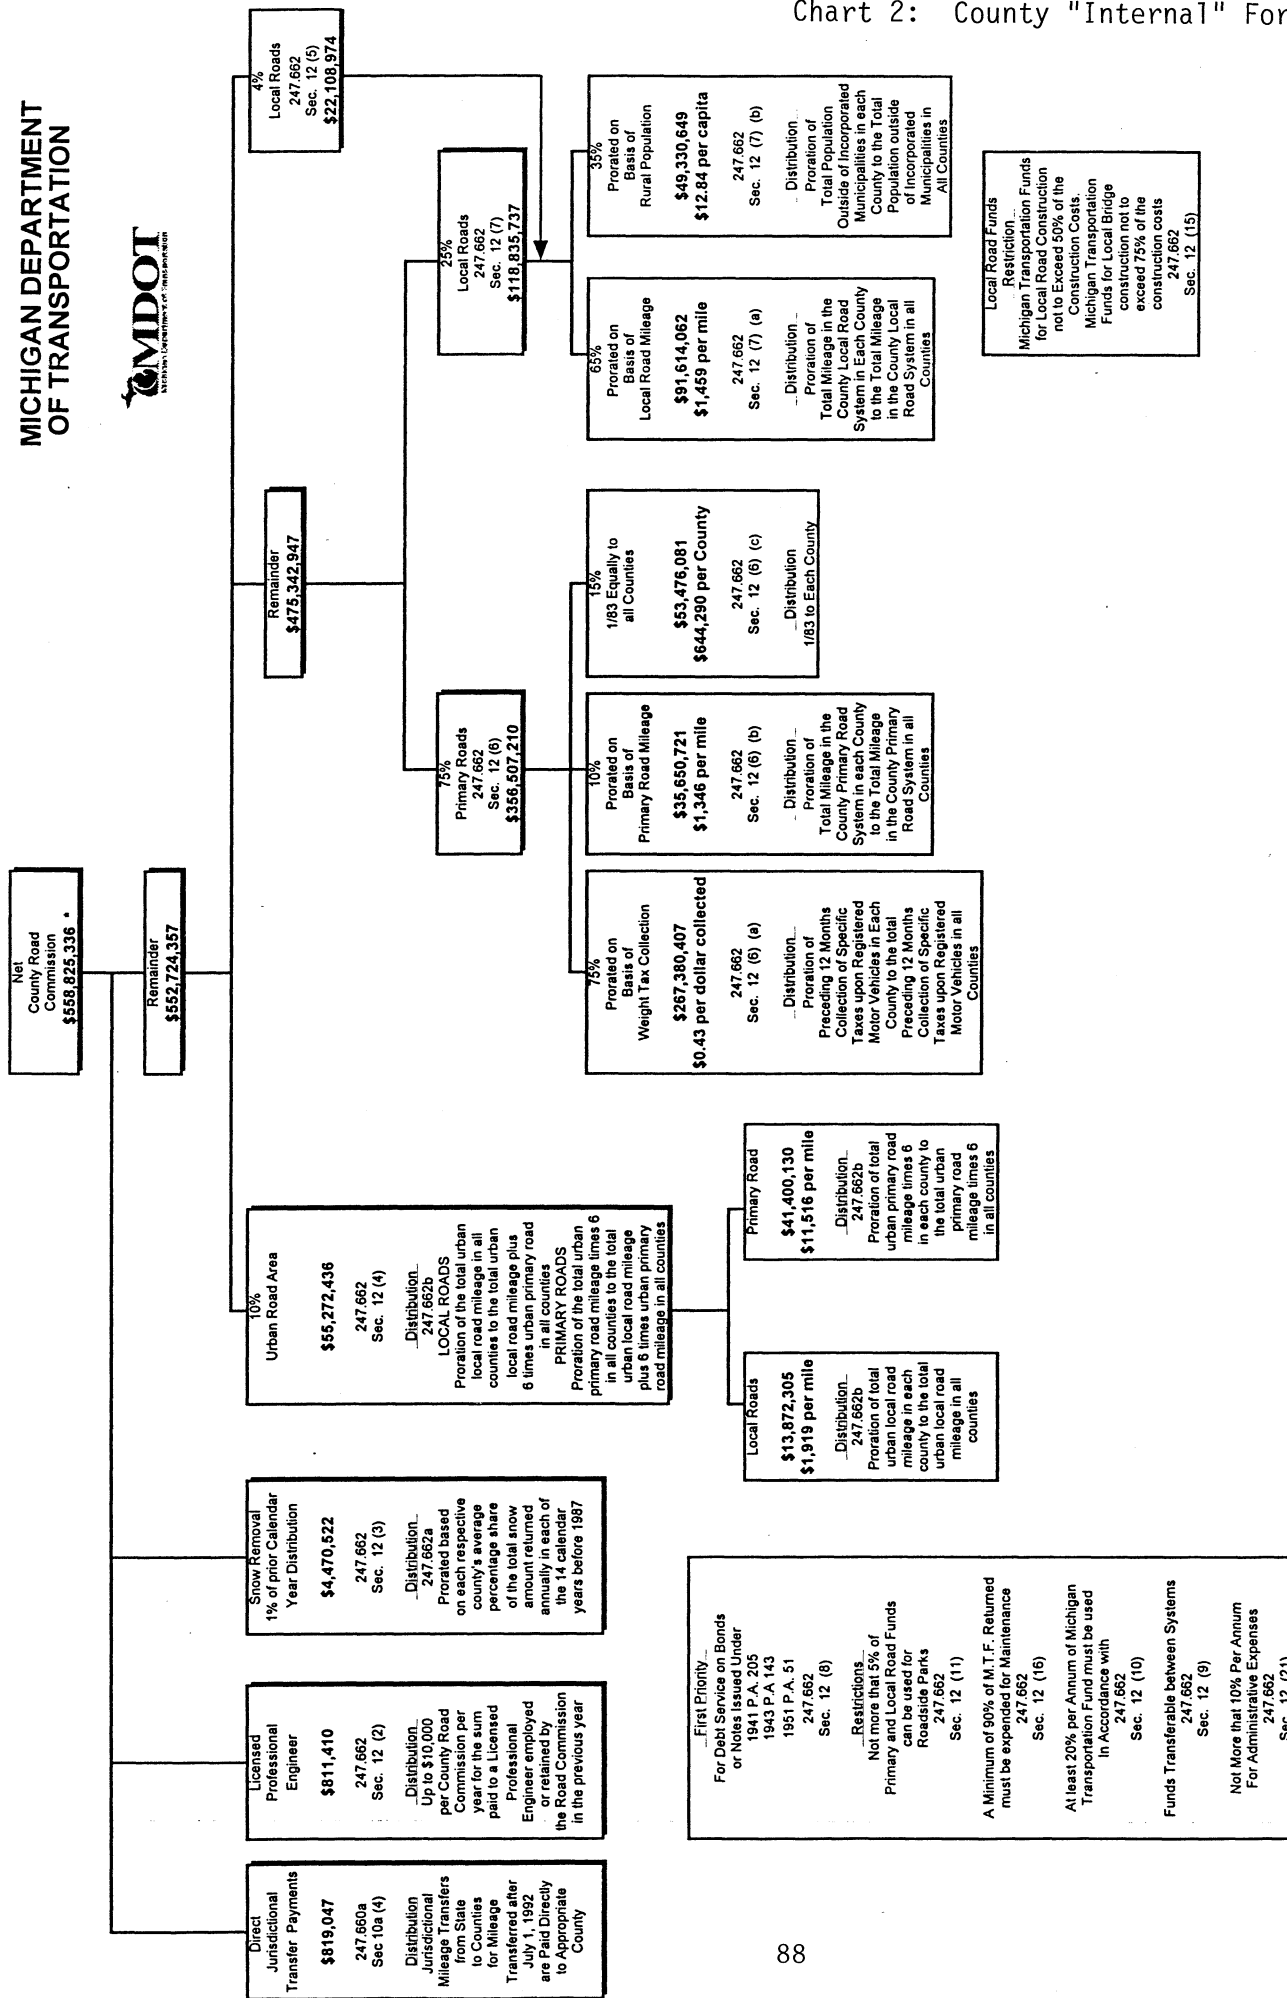 Chart 2: County "Internal" For
MICHIGAN DEPARTMENT
OF TRANSPORTATION
MDOT
Michigan Department of Transportation
Net
County Road
Commission
$558,825,336 *
Remainder
$552,724,357
Direct
Jurisdictional
Transfer Payments
$819,047
247.660a
Sec 10a (4)
Distribution
Jurisdictional
Mileage Transfers
from State
to Counties
for Mileage
Transferred after
July 1, 1992
are Paid Directly
to Appropriate
County
Licensed
Professional
Engineer
$811,410
247.662
Sec. 12 (2)
Distribution
Up to $10,000
per County Road
Commission per
year for the sum
paid to a Licensed
Professional
Engineer employed
or retained by
the Road Commission
in the previous year
Snow Removal
1% of prior Calendar
Year Distribution
$4,470,522
247.662
Sec. 12 (3)
Distribution
247.662a
Prorated based
on each respective
county's average
percentage share
of the total snow
amount returned
annually in each of
the 14 calendar
years before 1987
10%
Urban Road Area
$55,272,436
247.662
Sec. 12 (4)
Distribution
247.662b
LOCAL ROADS
Proration of the total urban
local road mileage in all
counties to the total urban
local road mileage plus
6 times urban primary road
in all counties
PRIMARY ROADS
Proration of the total urban
primary road mileage times 6
in all counties to the total
urban local road mileage
plus 6 times urban primary
road mileage in all counties
Local Roads
$13,872,305
$1,919 per mile
Distribution
247.662b
Proration of total
urban local road
mileage in each
county to the total
urban local road
mileage in all
counties
Primary Road
$41,400,130
$11,516 per mile
Distribution
247.662b
Proration of total
urban primary road
mileage times 6
in each county to
the total urban
primary road
mileage times 6
in all counties
Remainder
$475,342,947
4%
Local Roads
247.662
Sec. 12 (5)
$22,108,974
75%
Primary Roads
247.662
Sec. 12 (6)
$356,507,210
25%
Local Roads
247.662
Sec. 12 (7)
$118,835,737
75%
Prorated on
Basis of
Weight Tax Collection
$267,380,407
$0.43 per dollar collected
247.662
Sec. 12 (6) (a)
Distribution
Proration of
Preceding 12 Months
Collection of Specific
Taxes upon Registered
Motor Vehicles in Each
County to the total
Preceding 12 Months
Collection of Specific
Taxes upon Registered
Motor Vehicles in all
Counties
10%
Prorated on
Basis of
Primary Road Mileage
$35,650,721
$1,346 per mile
247.662
Sec. 12 (6) (b)
Distribution
Proration of
Total Mileage in the
County Primary Road
System in each County
to the Total Mileage
in the County Primary
Road System in all
Counties
15%
1/83 Equally to
all Counties
$53,476,081
$644,290 per County
247.662
Sec. 12 (6) (c)
Distribution
1/83 to Each County
65%
Prorated on
Basis of
Local Road Mileage
$91,614,062
$1,459 per mile
247.662
Sec. 12 (7) (a)
Distribution
Proration of
Total Mileage in the
County Local Road
System in Each County
to the Total Mileage
in the County Local
Road System in all
Counties
35%
Prorated on
Basis of
Rural Population
$49,330,649
$12.84 per capita
247.662
Sec. 12 (7) (b)
Distribution
Proration of
Total Population
Outside of Incorporated
Municipalities in each
County to the Total
Population outside
of Incorporated
Municipalities in
All Counties
First Priority
For Debt Service on Bonds
or Notes Issued Under
1941 P.A. 205
1943 P.A 143
1951 P.A. 51
247.662
Sec. 12 (8)
Restrictions
Not more that 5% of
Primary and Local Road Funds
can be used for
Roadside Parks
247.662
Sec. 12 (11)
A Minimum of 90% of M.T.F. Returned
must be expended for Maintenance
247.662
Sec. 12 (16)
At least 20% per Annum of Michigan
Transportation Fund must be used
In Accordance with
247.662
Sec. 12 (10)
Funds Transferable between Systems
247.662
Sec. 12 (9)
Not More that 10% Per Annum
For Administrative Expenses
247.662
Sec. 12 (21)
Local Road Funds
Restriction
Michigan Transportation Funds
for Local Road Construction
not to Exceed 50% of the
Construction Costs.
Michigan Transportation
Funds for Local Bridge
construction not to
exceed 75% of the
construction costs
247.662
Sec. 12 (15)
88